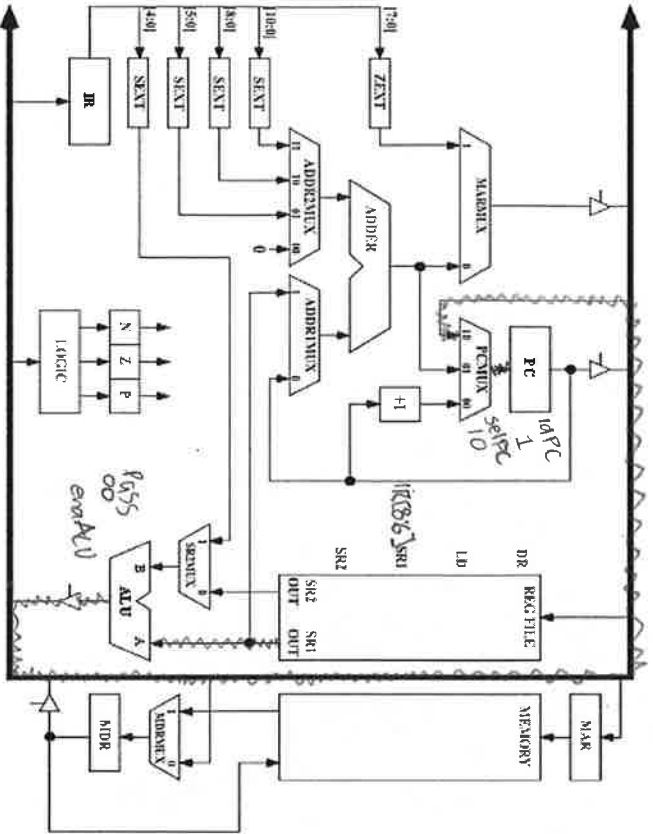 MAR
PC
REG FILE
MEMORY
ldPC
1
DR
MARMUX
1
0
PCMUX
10
01
00
selPC
10
LD
+1
IR[8:6]
SR1
SR2
ADDER
ZEXT
[7:0]
ADDR2MUX
11
10
01
00
0
ADDR1MUX
1
0
SR2
OUT
SR1
OUT
[10:0]
SEXT
[8:0]
SEXT
[5:0]
SEXT
[4:0]
SEXT
SR2MUX
1
0
MDRMUX
1
0
B
A
ALU
MDR
PASS
00
enaALU
IR
N
Z
P
LOGIC